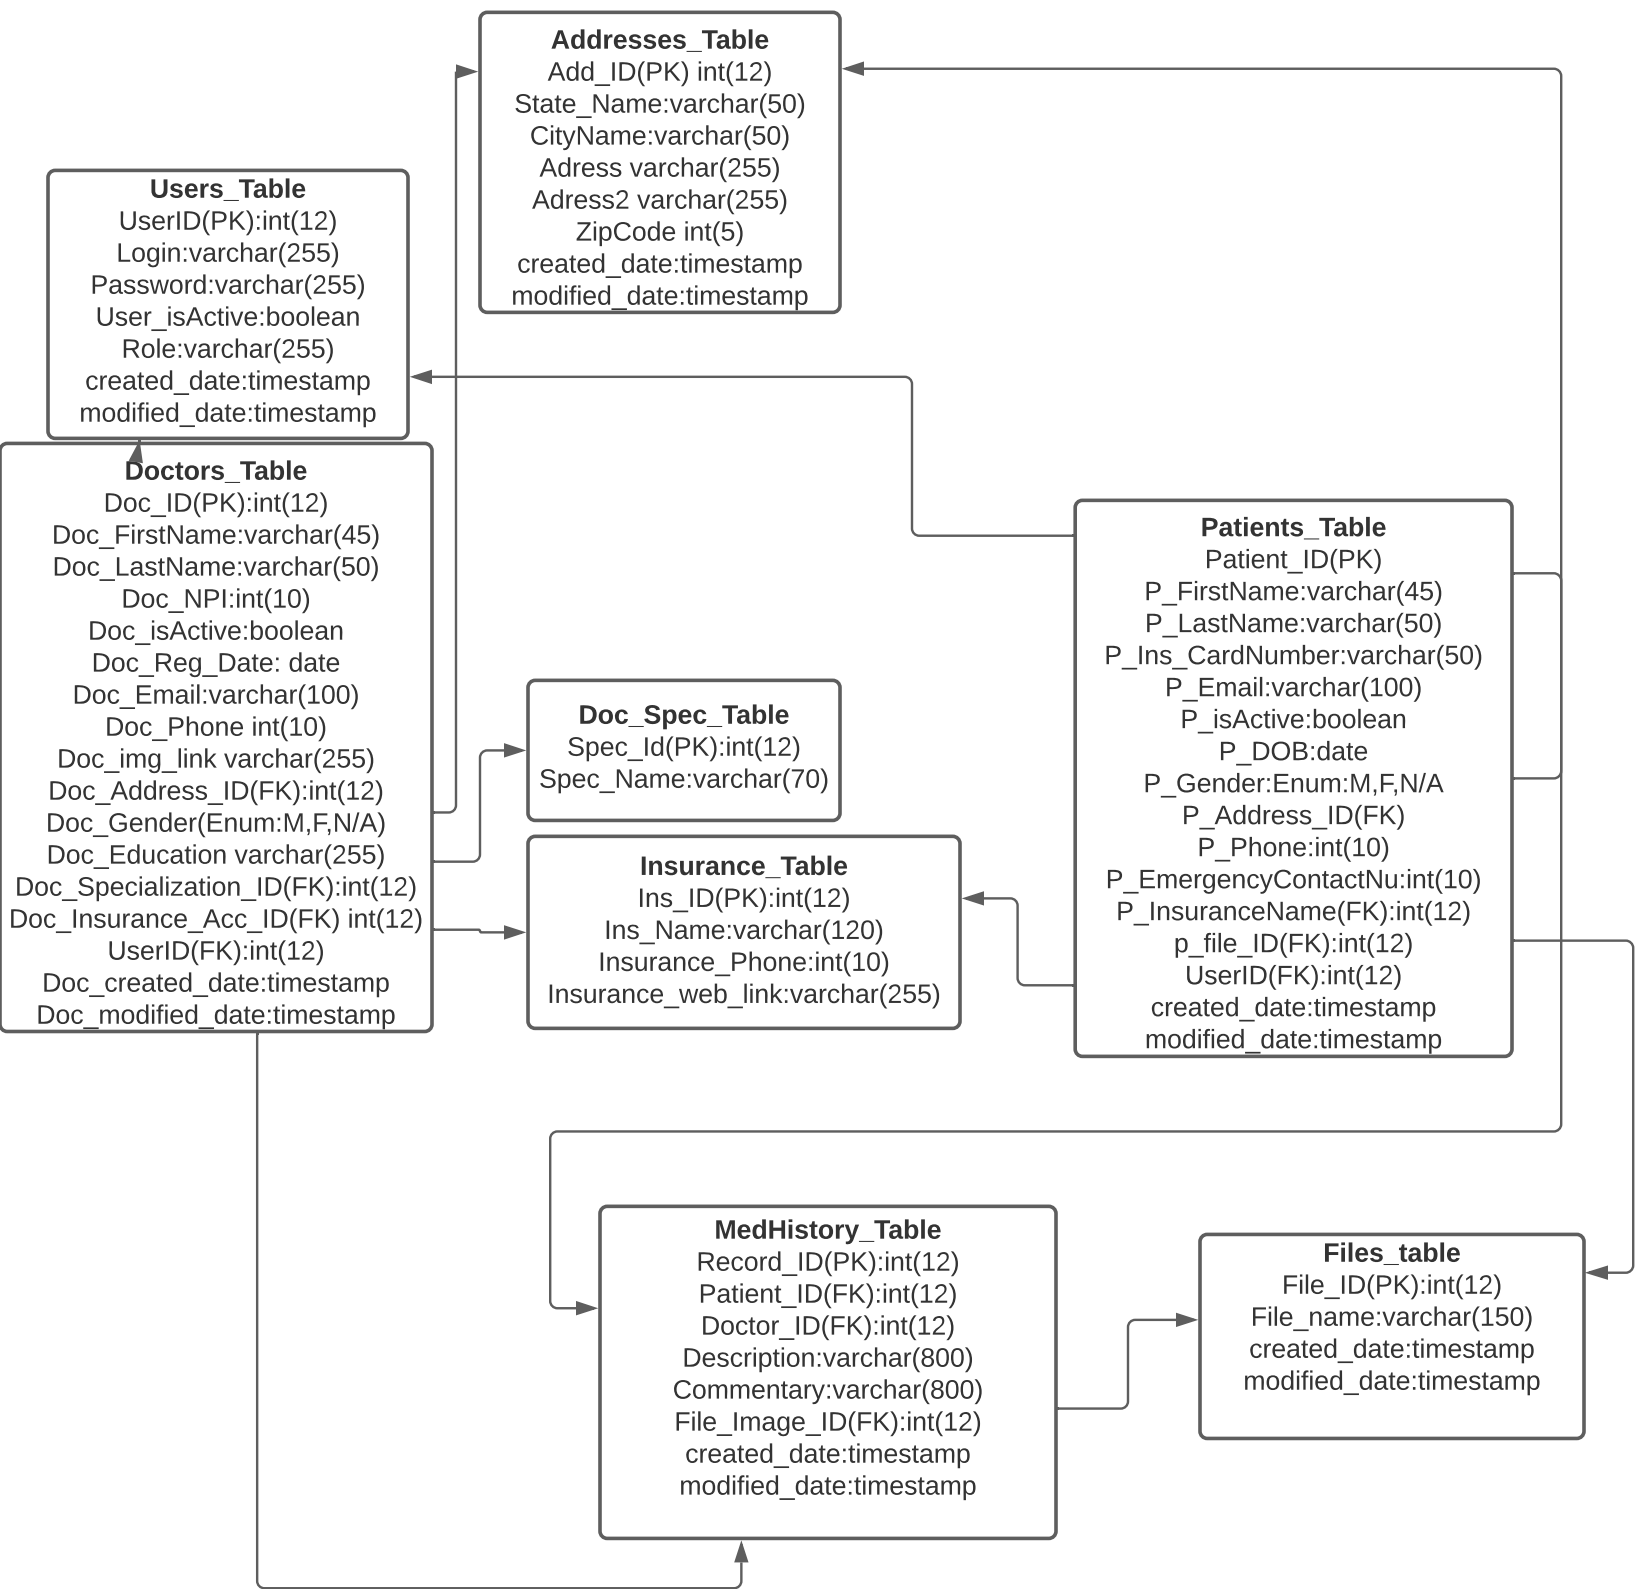 Addresses_Table
Add_ID(PK) int(12)
State_Name:varchar(50)
CityName:varchar(50)
Adress varchar(255)
Adress2 varchar(255)
ZipCode int(5)
created_date:timestamp
modified_date:timestamp
Users_Table
UserID(PK):int(12)
Login:varchar(255)
Password:varchar(255)
User_isActive:boolean
Role:varchar(255)
created_date:timestamp
modified_date:timestamp
Doctors_Table
Doc_ID(PK):int(12)
Doc_FirstName:varchar(45)
Doc_LastName:varchar(50)
Doc_NPI:int(10)
Doc_isActive:boolean
Doc_Reg_Date: date
Doc_Email:varchar(100)
Doc_Phone int(10)
Doc_img_link varchar(255)
Doc_Address_ID(FK):int(12)
Doc_Gender(Enum:M,F,N/A)
Doc_Education varchar(255)
Doc_Specialization_ID(FK):int(12)
Doc_Insurance_Acc_ID(FK) int(12)
UserID(FK):int(12)
Doc_created_date:timestamp
Doc_modified_date:timestamp
Doc_Spec_Table
Spec_Id(PK):int(12)
Spec_Name:varchar(70)
Insurance_Table
Ins_ID(PK):int(12)
Ins_Name:varchar(120)
Insurance_Phone:int(10)
Insurance_web_link:varchar(255)
Patients_Table
Patient_ID(PK)
P_FirstName:varchar(45)
P_LastName:varchar(50)
P_Ins_CardNumber:varchar(50)
P_Email:varchar(100)
P_isActive:boolean
P_DOB:date
P_Gender:Enum:M,F,N/A
P_Address_ID(FK)
P_Phone:int(10)
P_EmergencyContactNu:int(10)
P_InsuranceName(FK):int(12)
p_file_ID(FK):int(12)
UserID(FK):int(12)
created_date:timestamp
modified_date:timestamp
MedHistory_Table
Record_ID(PK):int(12)
Patient_ID(FK):int(12)
Doctor_ID(FK):int(12)
Description:varchar(800)
Commentary:varchar(800)
File_Image_ID(FK):int(12)
created_date:timestamp
modified_date:timestamp
Files_table
File_ID(PK):int(12)
File_name:varchar(150)
created_date:timestamp
modified_date:timestamp